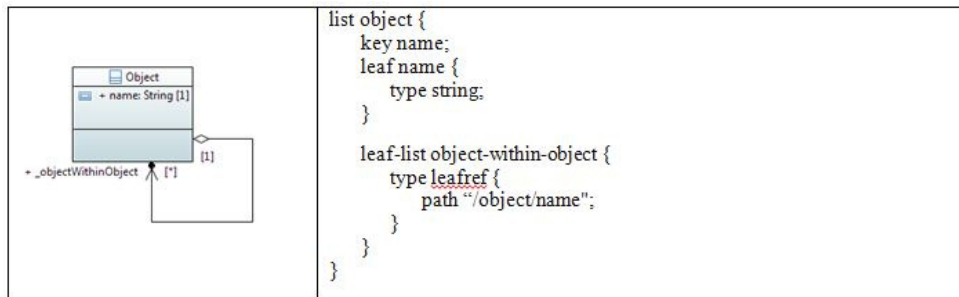 Object
+ name: String [1]
[1]
+ _objectWithinObject
[*]
list object {
key name;
leaf name {
type string;
}
leaf-list object-within-object {
type leafref {
path “/object/name";
}
}
}